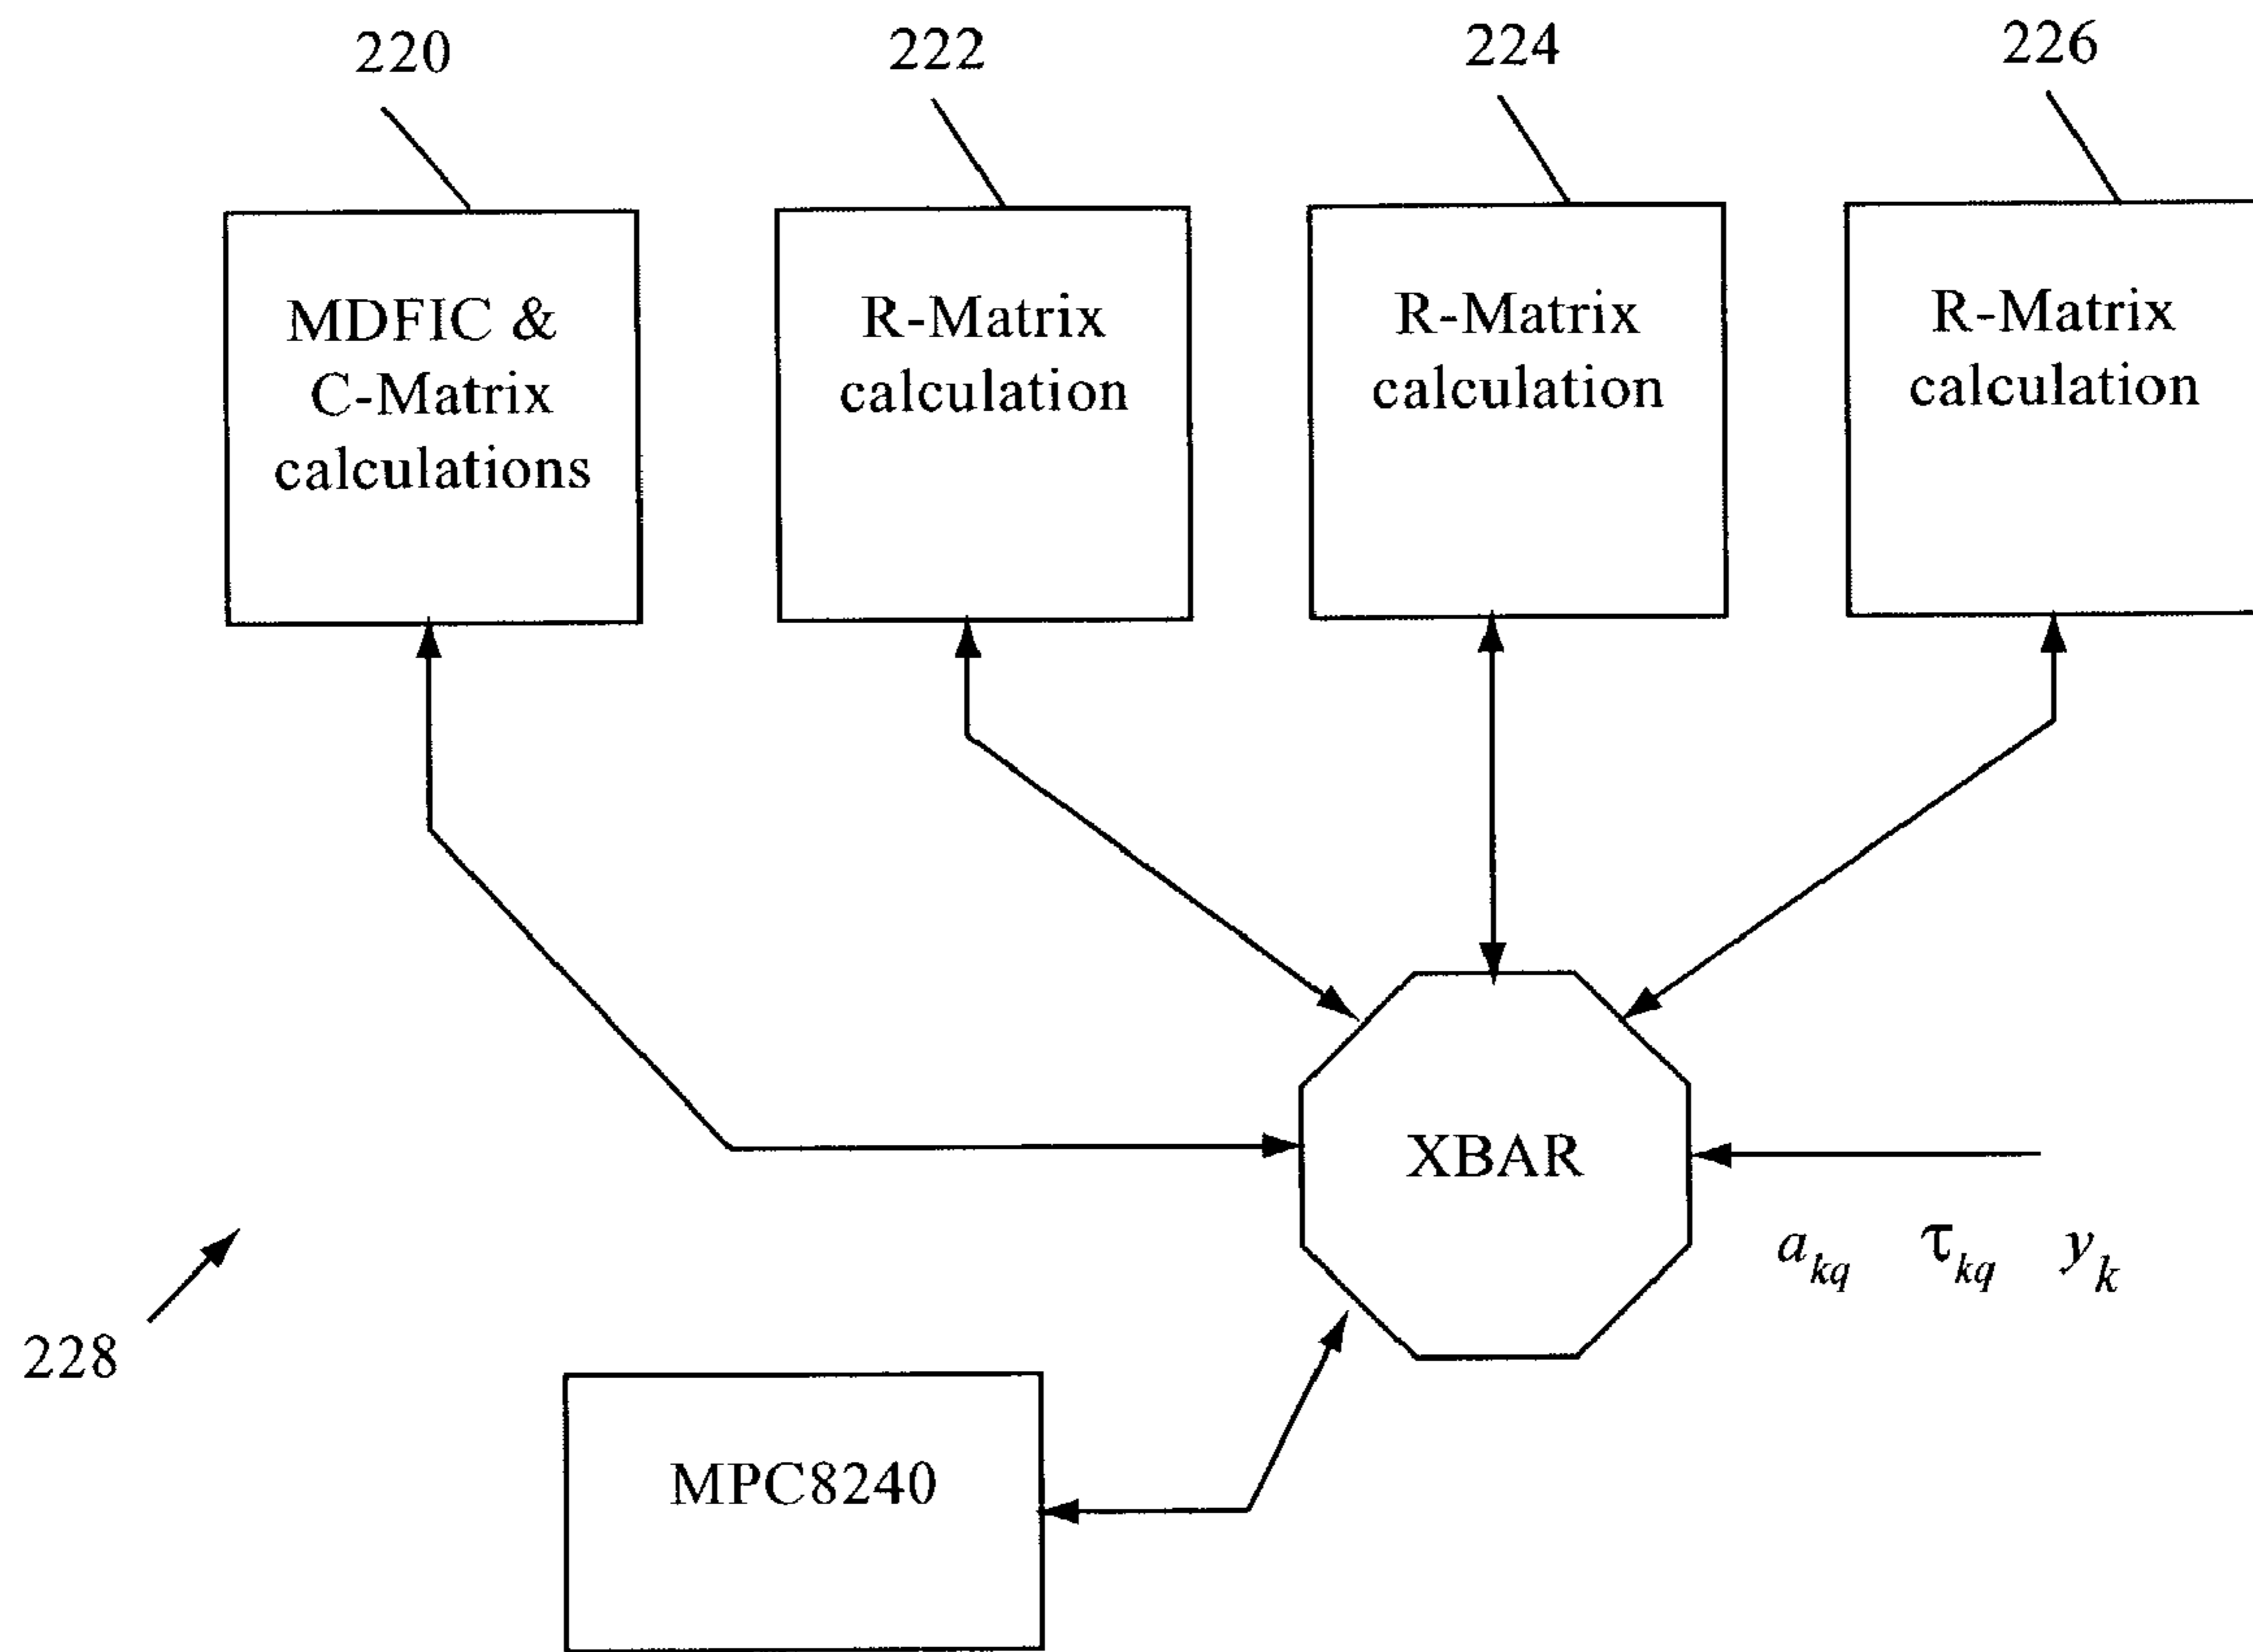 220
222
224
226
MDFIC &
C-Matrix
calculations
R-Matrix
calculation
R-Matrix
calculation
R-Matrix
calculation
XBAR
a_kq τ_kq y_k
228
MPC8240